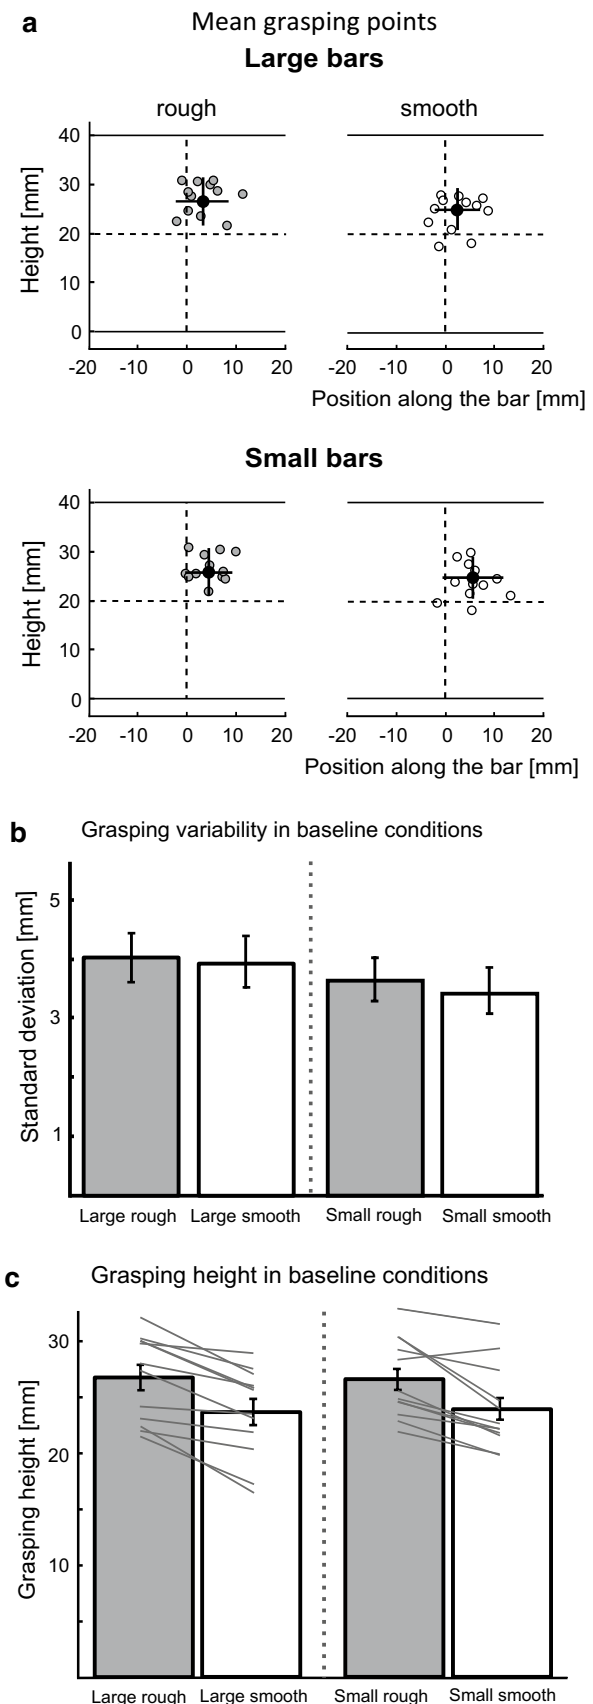 a
Mean grasping points
Large bars
rough
smooth
Height [mm]
40
30
20
10
0
-20 -10 0 10 20
-20 -10 0 10 20
Position along the bar [mm]
Small bars
Height [mm]
40
30
20
10
0
-20 -10 0 10 20
-20 -10 0 10 20
Position along the bar [mm]
b
Grasping variability in baseline conditions
Standard deviation [mm]
5
3
1
Large rough Large smooth Small rough Small smooth
c
Grasping height in baseline conditions
Grasping height [mm]
30
20
10
Large rough Large smooth Small rough Small smooth